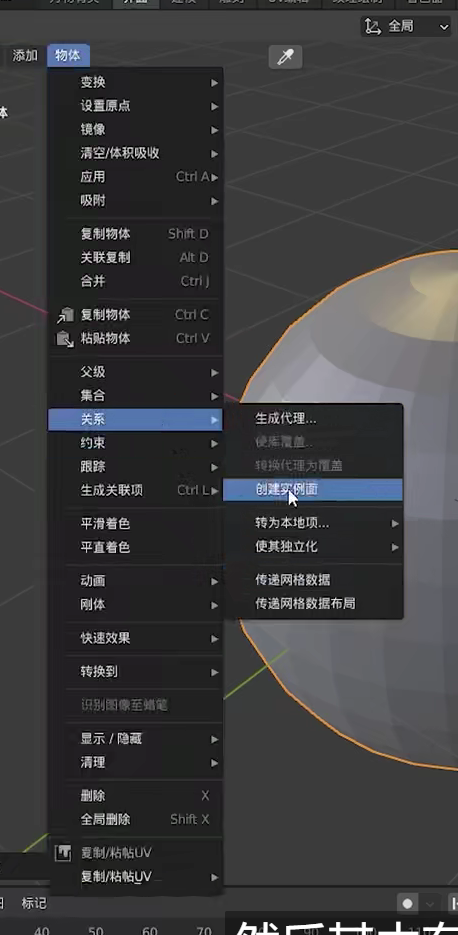 全局
添加 物体
变换
设置原点
镜像
清空/体积吸收
应用 Ctrl A
吸附
复制物体 Shift D
关联复制 Alt D
合并 Ctrl J
复制物体 Ctrl C
粘贴物体 Ctrl V
父级
集合
关系
约束
跟踪
生成关联项 Ctrl L
平滑着色
平直着色
动画
刚体
快速效果
转换到
识别图像至蜡笔
显示 / 隐藏
清理
删除 X
全局删除 Shift X
复制/粘帖UV
复制/粘帖UV
生成代理...
使库覆盖..
转换代理为覆盖
创建实例面
转为本地项...
使其独立化
传递网格数据
传递网格数据布局
标记
40 50 60 70